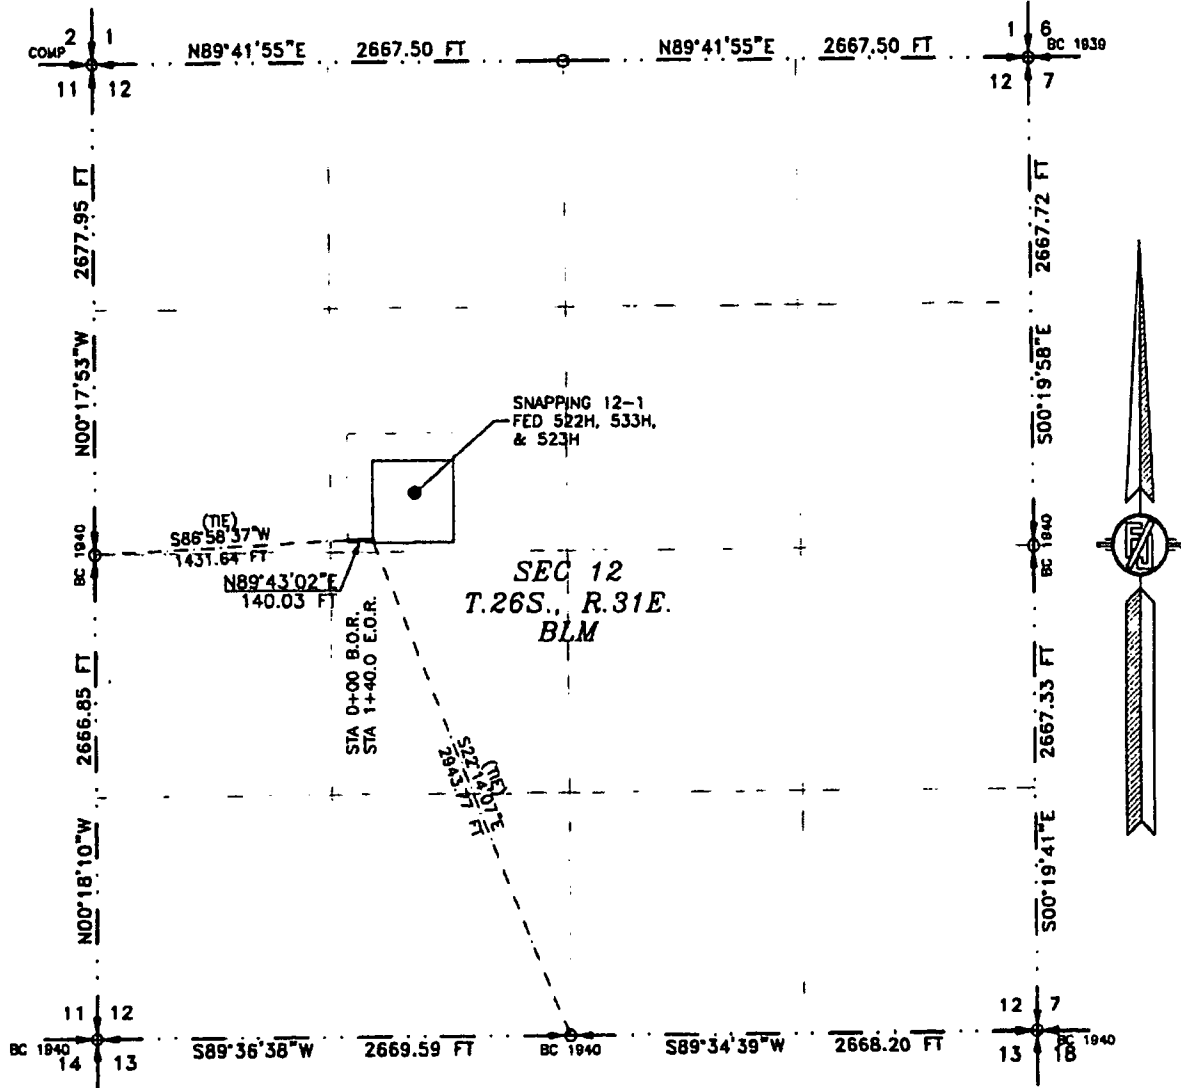 2 1
COMP
11 12
N89°41'55"E 2667.50 FT
N89°41'55"E 2667.50 FT
1 6
BC 1939
12 7
2677.95 FT
N00°17'53"W
2667.72 FT
S00°19'58"E
SNAPPING 12-1
FED 522H, 533H,
& 523H
(TIE)
S86°58'37"W
1431.64 FT
BC 1940
N89°43'02"E
140.03 FT
SEC 12
T.26S., R.31E.
BLM
BC 1940
STA 0+00 B.O.R.
STA 1+40.0 E.O.R.
2666.85 FT
N00°18'10"W
(TIE)
S22°14'07"E
FT
2667.33 FT
S00°19'41"E
11 12
BC 1940
14 13
S89°36'38"W 2669.59 FT
BC 1940
S89°34'39"W 2668.20 FT
12 7
BC 1940
13 18